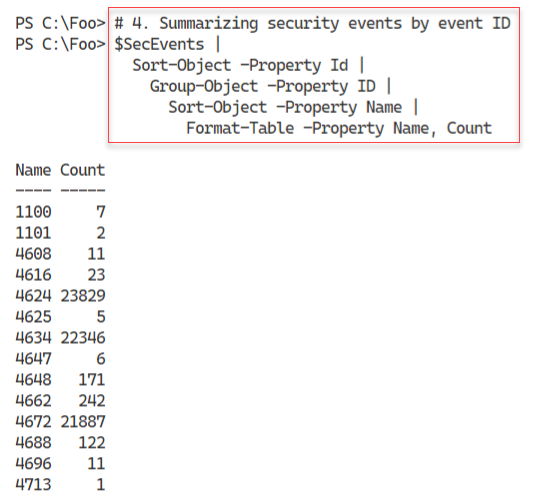 PS C:\Foo> # 4. Summarizing security events by event ID
PS C:\Foo> $SecEvents |
Sort-Object -Property Id |
Group-Object -Property ID |
Sort-Object -Property Name |
Format-Table -Property Name, Count
Name Count
---- -----
1100 7
1101 2
4608 11
4616 23
4624 23829
4625 5
4634 22346
4647 6
4648 171
4662 242
4672 21887
4688 122
4696 11
4713 1